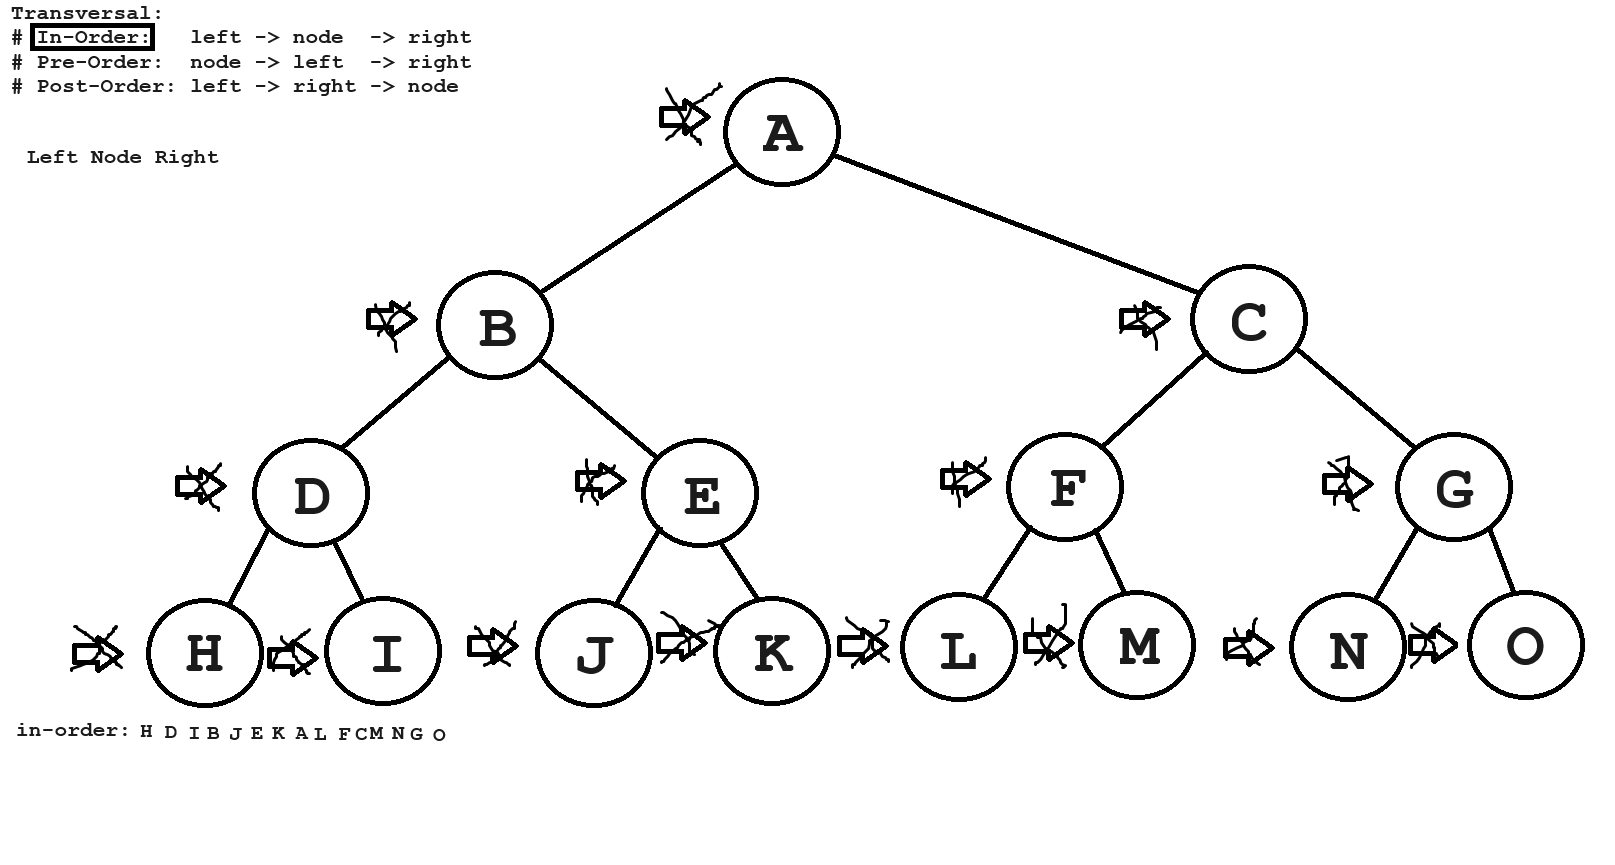 Transversal:
# In-Order: left -> node -> right
# Pre-Order: node -> left -> right
# Post-Order: left -> right -> node
Left Node Right
A
B
C
D
E
F
G
H
I
J
K
L
M
N
O
in-order: H D I B J E K A L F C M N G O